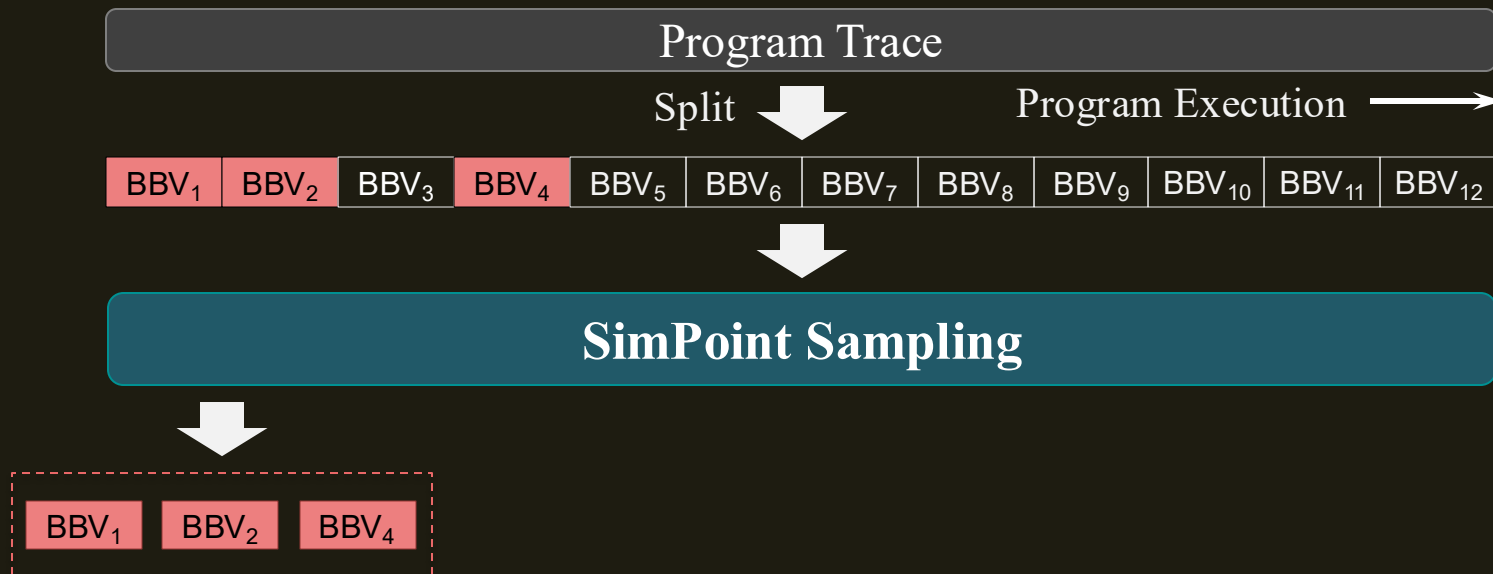 Program Trace
Split
Program Execution
BBV₁ BBV₂ BBV₃ BBV₄ BBV₅ BBV₆ BBV₇ BBV₈ BBV₉ BBV₁₀ BBV₁₁ BBV₁₂
SimPoint Sampling
BBV₁ BBV₂ BBV₄